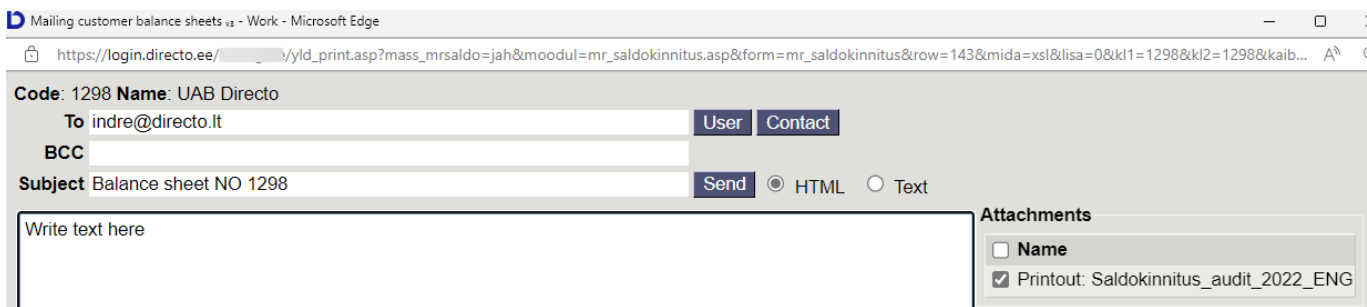 Mailing customer balance sheets v3 - Work - Microsoft Edge
https://login.directo.ee/ /yld_print.asp?mass_mrsaldo=jah&moodul=mr_saldokinnitus.asp&form=mr_saldokinnitus&row=143&mida=xsl&lisa=0&kl1=1298&kl2=1298&kaib...
Code: 1298 Name: UAB Directo
To indre@directo.lt User Contact
BCC
Subject Balance sheet NO 1298 Send HTML Text
Write text here
Attachments
Name
Printout: Saldokinnitus_audit_2022_ENG